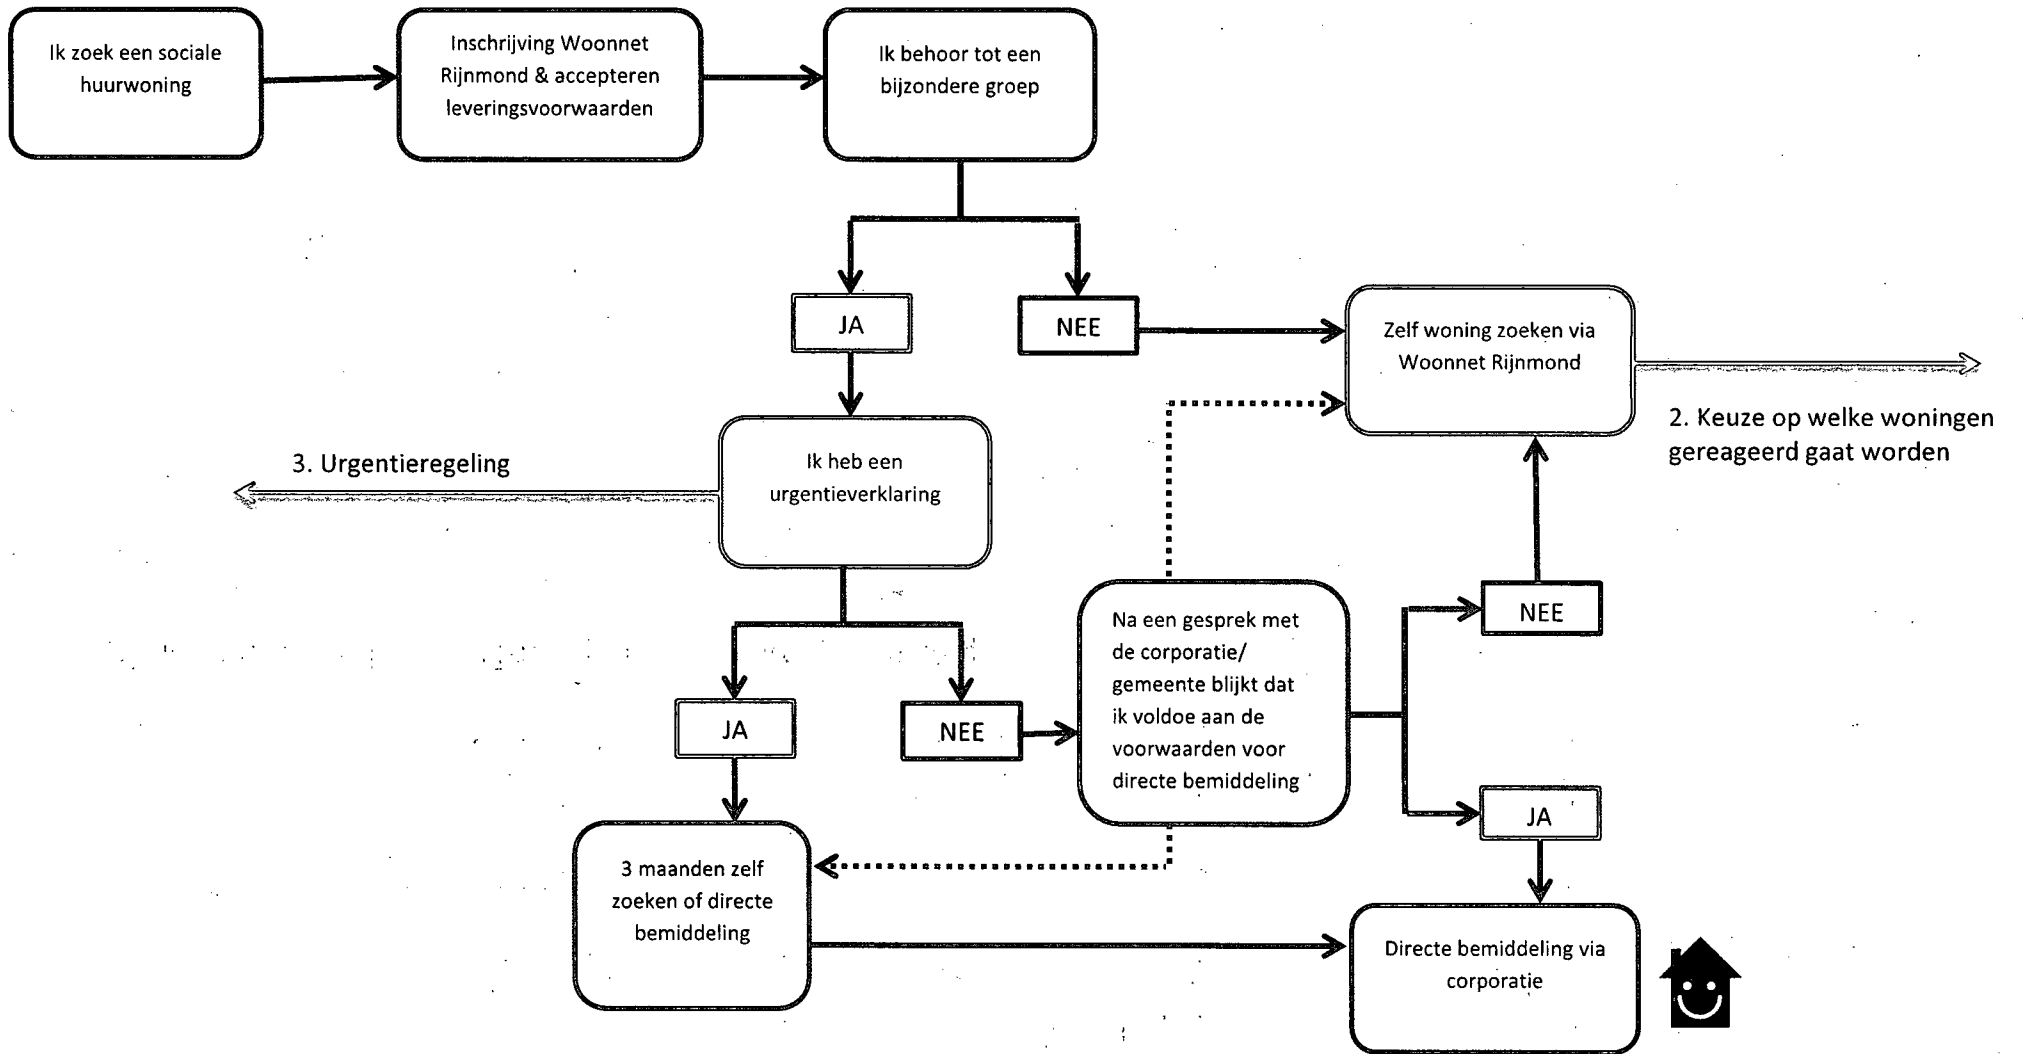 Ik zoek een sociale
huurwoning
Inschrijving Woonnet
Rijnmond & accepteren
leveringsvoorwaarden
Ik behoor tot een
bijzondere groep
JA
NEE
Zelf woning zoeken via
Woonnet Rijnmond
2. Keuze op welke woningen
gereageerd gaat worden
3. Urgentieregeling
Ik heb een
urgentieverklaring
JA
NEE
Na een gesprek met
de corporatie/
gemeente blijkt dat
ik voldoe aan de
voorwaarden voor
directe bemiddeling
NEE
JA
3 maanden zelf
zoeken of directe
bemiddeling
Directe bemiddeling via
corporatie